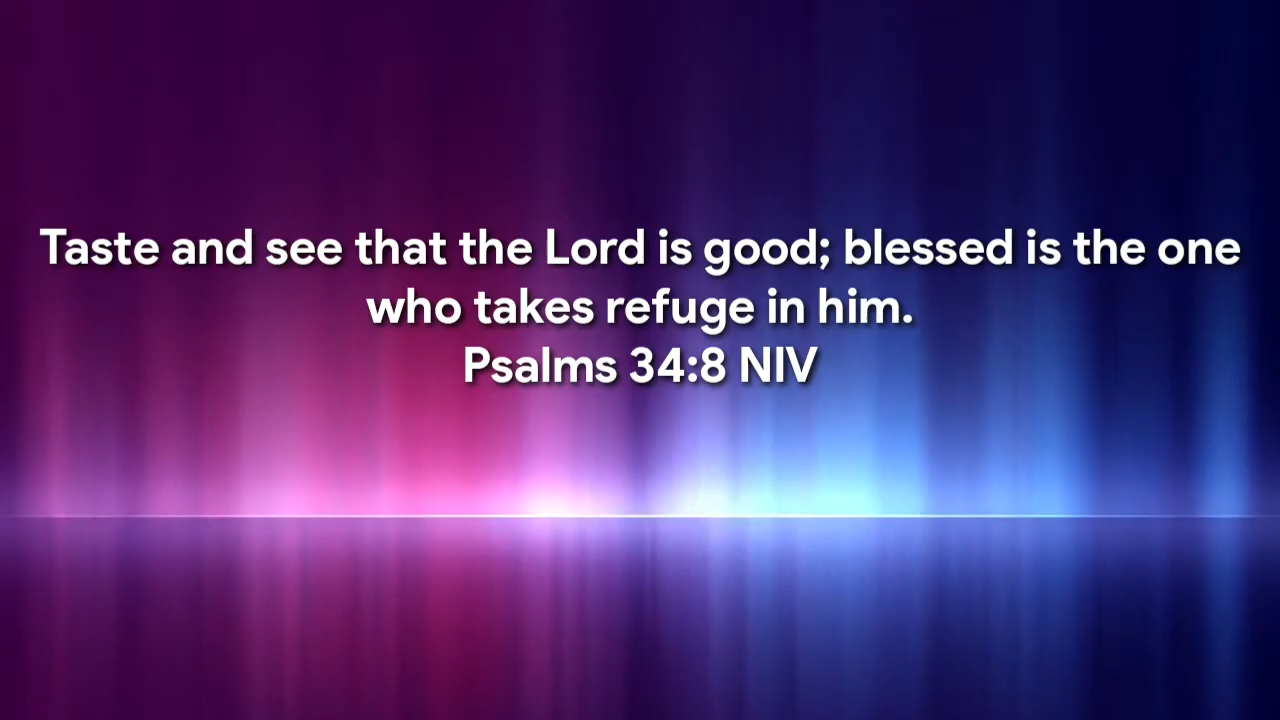 Taste and see that the Lord is good; blessed is the one
who takes refuge in him.
Psalms 34:8 NIV